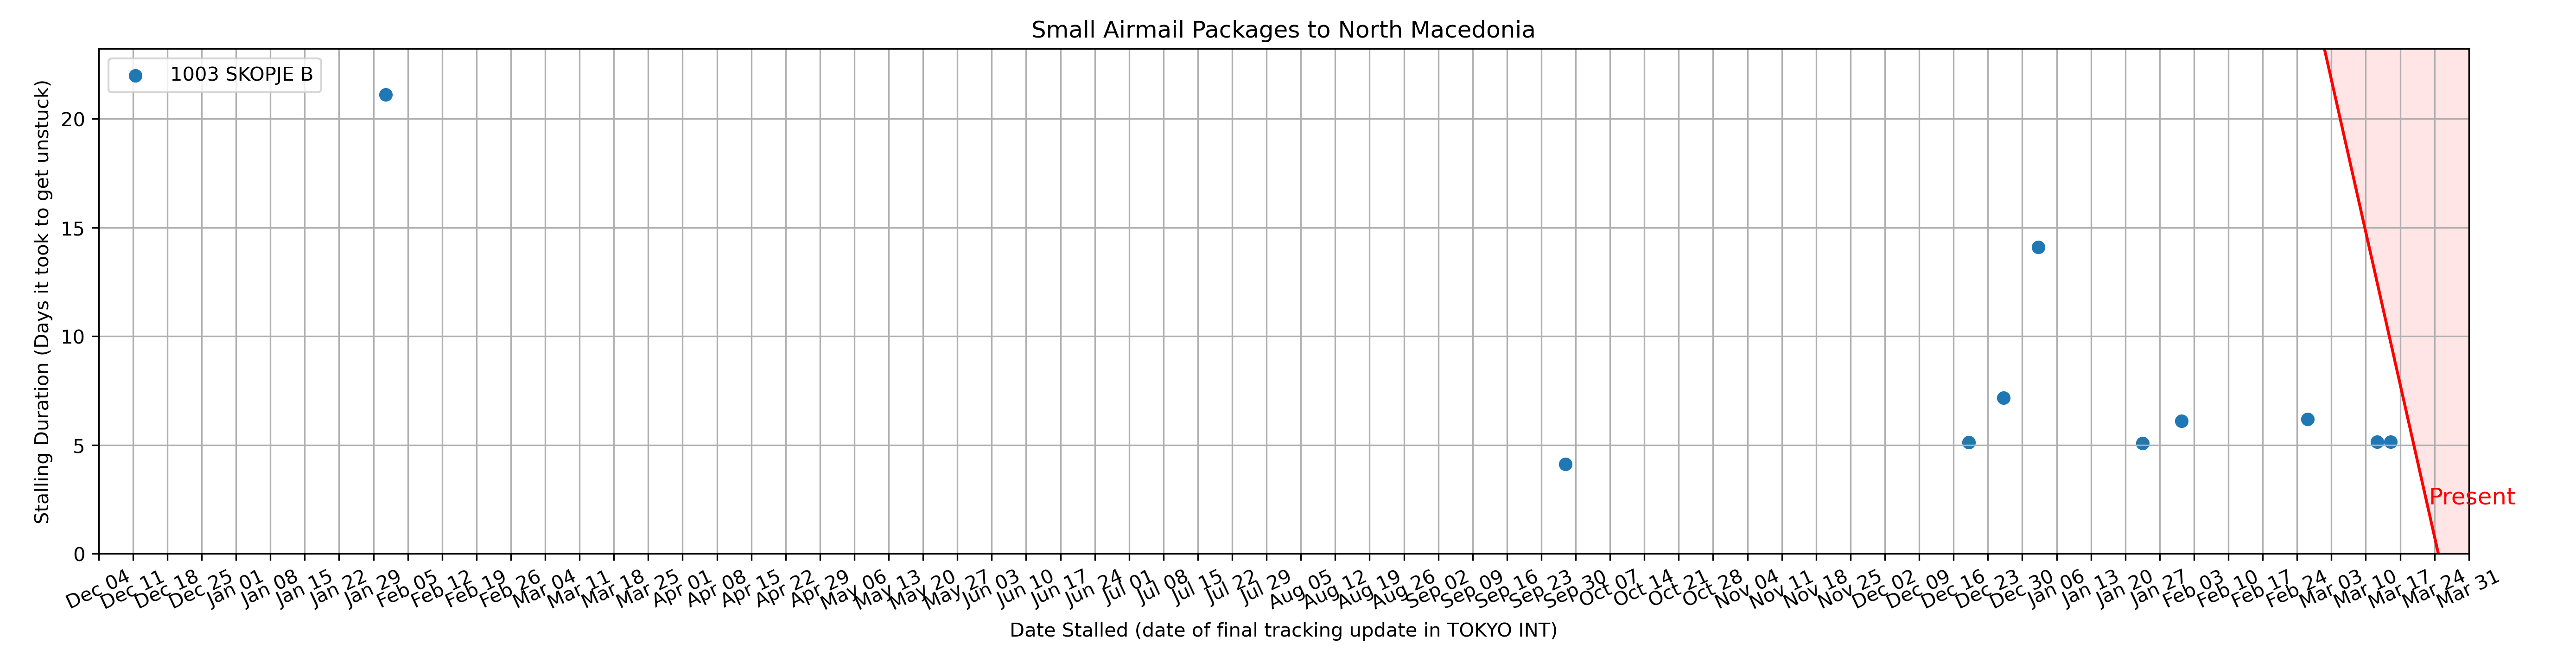 Small Airmail Packages to North Macedonia
1003 SKOPJE B
Stalling Duration (Days it took to get unstuck)
20
15
10
5
0
Present
Dec 04
Dec 11
Dec 18
Dec 25
Jan 01
Jan 08
Jan 15
Jan 22
Jan 29
Feb 05
Feb 12
Feb 19
Feb 26
Mar 04
Mar 11
Mar 18
Mar 25
Apr 01
Apr 08
Apr 15
Apr 22
Apr 29
May 06
May 13
May 20
May 27
Jun 03
Jun 10
Jun 17
Jun 24
Jul 01
Jul 08
Jul 15
Jul 22
Jul 29
Aug 05
Aug 12
Aug 19
Aug 26
Sep 02
Sep 09
Sep 16
Sep 23
Sep 30
Oct 07
Oct 14
Oct 21
Oct 28
Nov 04
Nov 11
Nov 18
Nov 25
Dec 02
Dec 09
Dec 16
Dec 23
Dec 30
Jan 06
Jan 13
Jan 20
Jan 27
Feb 03
Feb 10
Feb 17
Feb 24
Mar 03
Mar 10
Mar 17
Mar 24
Mar 31
Date Stalled (date of final tracking update in TOKYO INT)